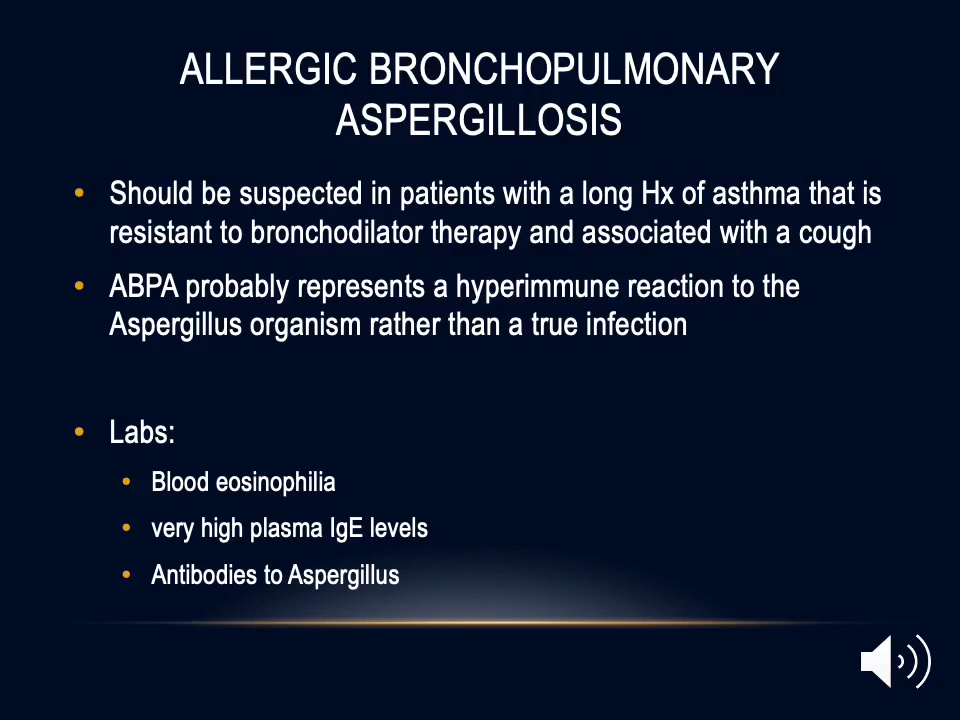 ALLERGIC BRONCHOPULMONARY
ASPERGILLOSIS
• Should be suspected in patients with a long Hx of asthma that is
resistant to bronchodilator therapy and associated with a cough
• ABPA probably represents a hyperimmune reaction to the
Aspergillus organism rather than a true infection
• Labs:
• Blood eosinophilia
• very high plasma IgE levels
• Antibodies to Aspergillus